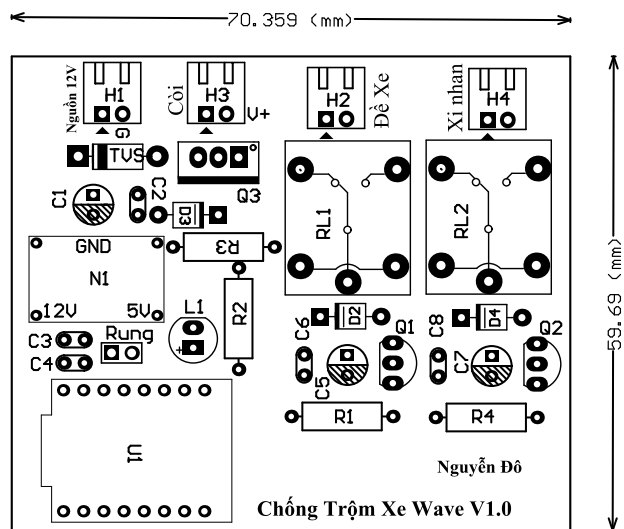 70.359 (mm)
59.69 (mm)
Nguồn 12V
H1
G
Còi
H3
V+
H2
Đề Xe
H4
Xi nhan
TVS
Q3
C1
C2
D3
RL1
RL2
GND
N1
12V
5V
R3
R2
L1
+
C3
C4
Rung
C6
D2
Q1
C5
R1
C8
D4
Q2
C7
R4
U1
Nguyễn Đô
Chống Trộm Xe Wave V1.0